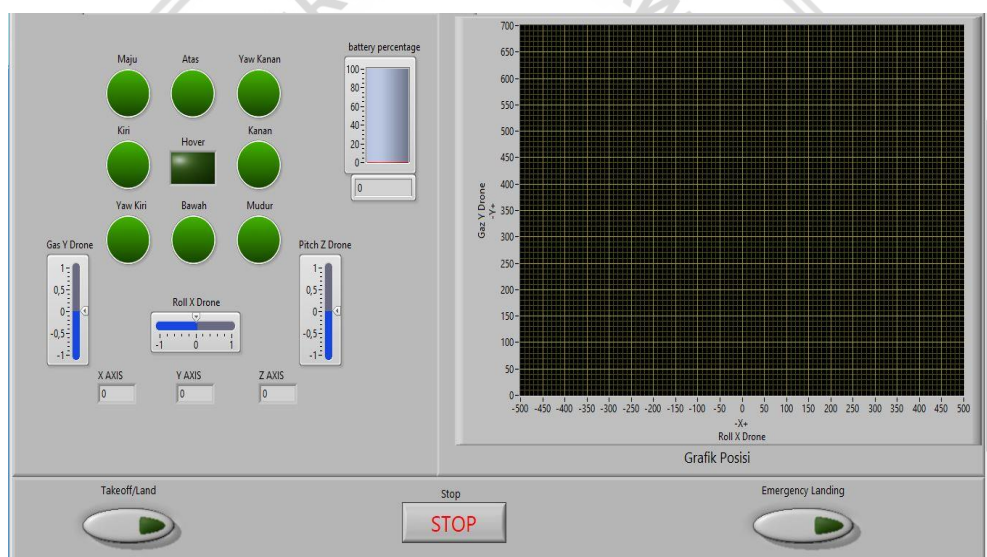 Maju Atas Yaw Kanan
Kiri Hover Kanan
Yaw Kiri Bawah Mudur
battery percentage
100
80
60
40
20
0
0
Gas Y Drone
1
0,5
0
-0,5
-1
Roll X Drone
-1 0 1
Pitch Z Drone
1
0,5
0
-0,5
-1
X AXIS Y AXIS Z AXIS
0 0 0
700
650
600
550
500
450
400
350
300
250
200
150
100
50
0
Gaz Y Drone
-Y+
-500 -450 -400 -350 -300 -250 -200 -150 -100 -50 0 50 100 150 200 250 300 350 400 450 500
-X+
Roll X Drone
Grafik Posisi
Takeoff/Land Stop Emergency Landing
STOP